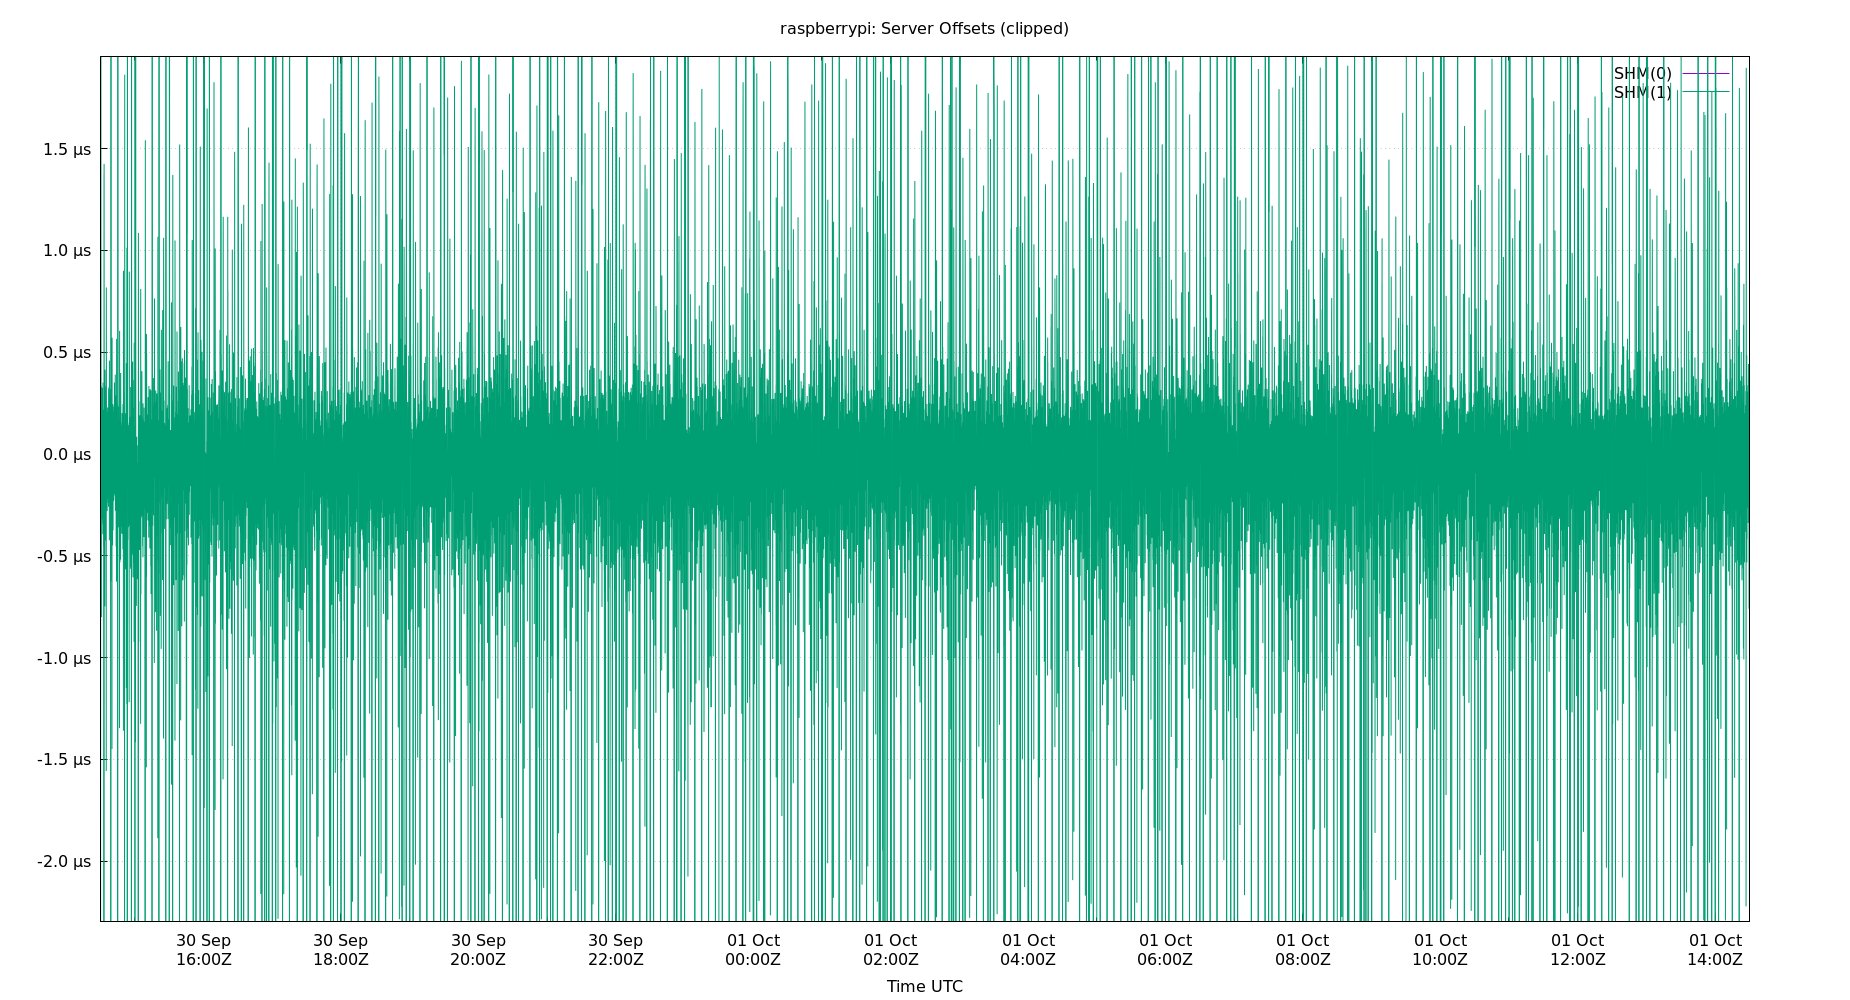 raspberrypi: Server Offsets (clipped)
SHM(0)
SHM(1)
1.5 µs
1.0 µs
0.5 µs
0.0 µs
-0.5 µs
-1.0 µs
-1.5 µs
-2.0 µs
30 Sep 30 Sep 30 Sep 30 Sep 01 Oct 01 Oct 01 Oct 01 Oct 01 Oct 01 Oct 01 Oct 01 Oct
16:00Z 18:00Z 20:00Z 22:00Z 00:00Z 02:00Z 04:00Z 06:00Z 08:00Z 10:00Z 12:00Z 14:00Z
Time UTC